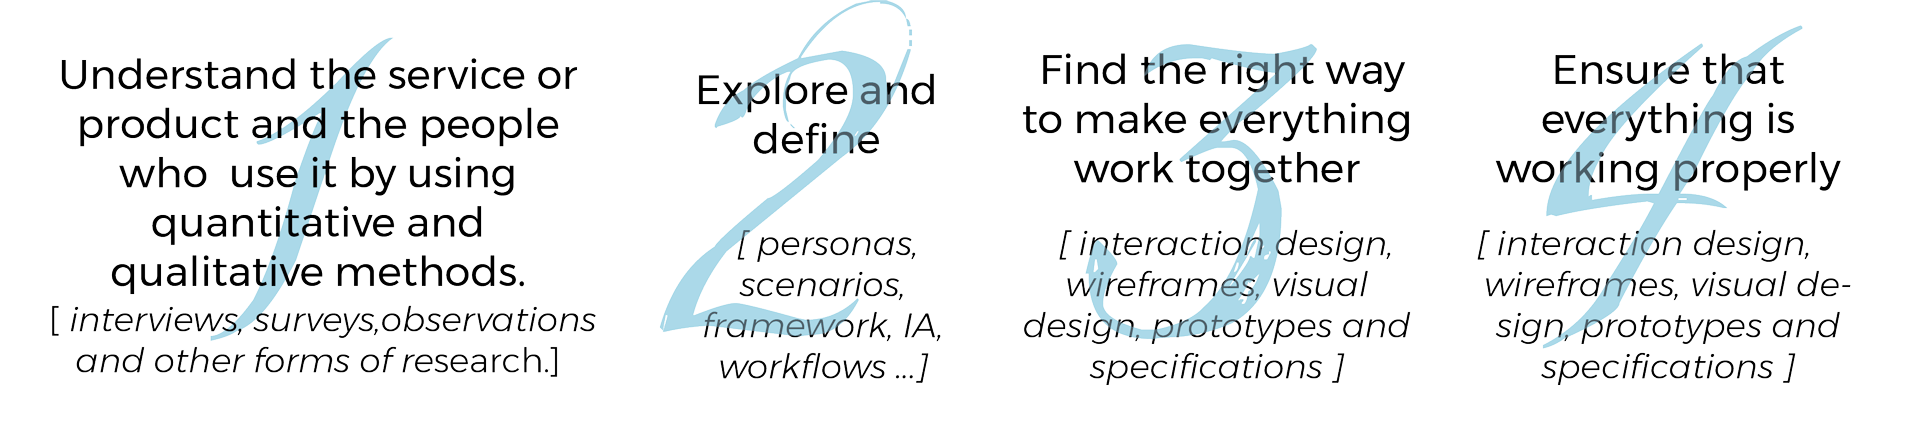 1
Understand the service or
product and the people
who  use it by using
quantitative and
qualitative methods.
[ interviews, surveys,observations
and other forms of research.]
2
Explore and
define
[ personas,
scenarios,
framework, IA,
workflows ...]
3
Find the right way
to make everything
work together
[ interaction design,
wireframes, visual
design, prototypes and
specifications ]
4
Ensure that
everything is
working properly
[ interaction design,
wireframes, visual de-
sign, prototypes and
specifications ]